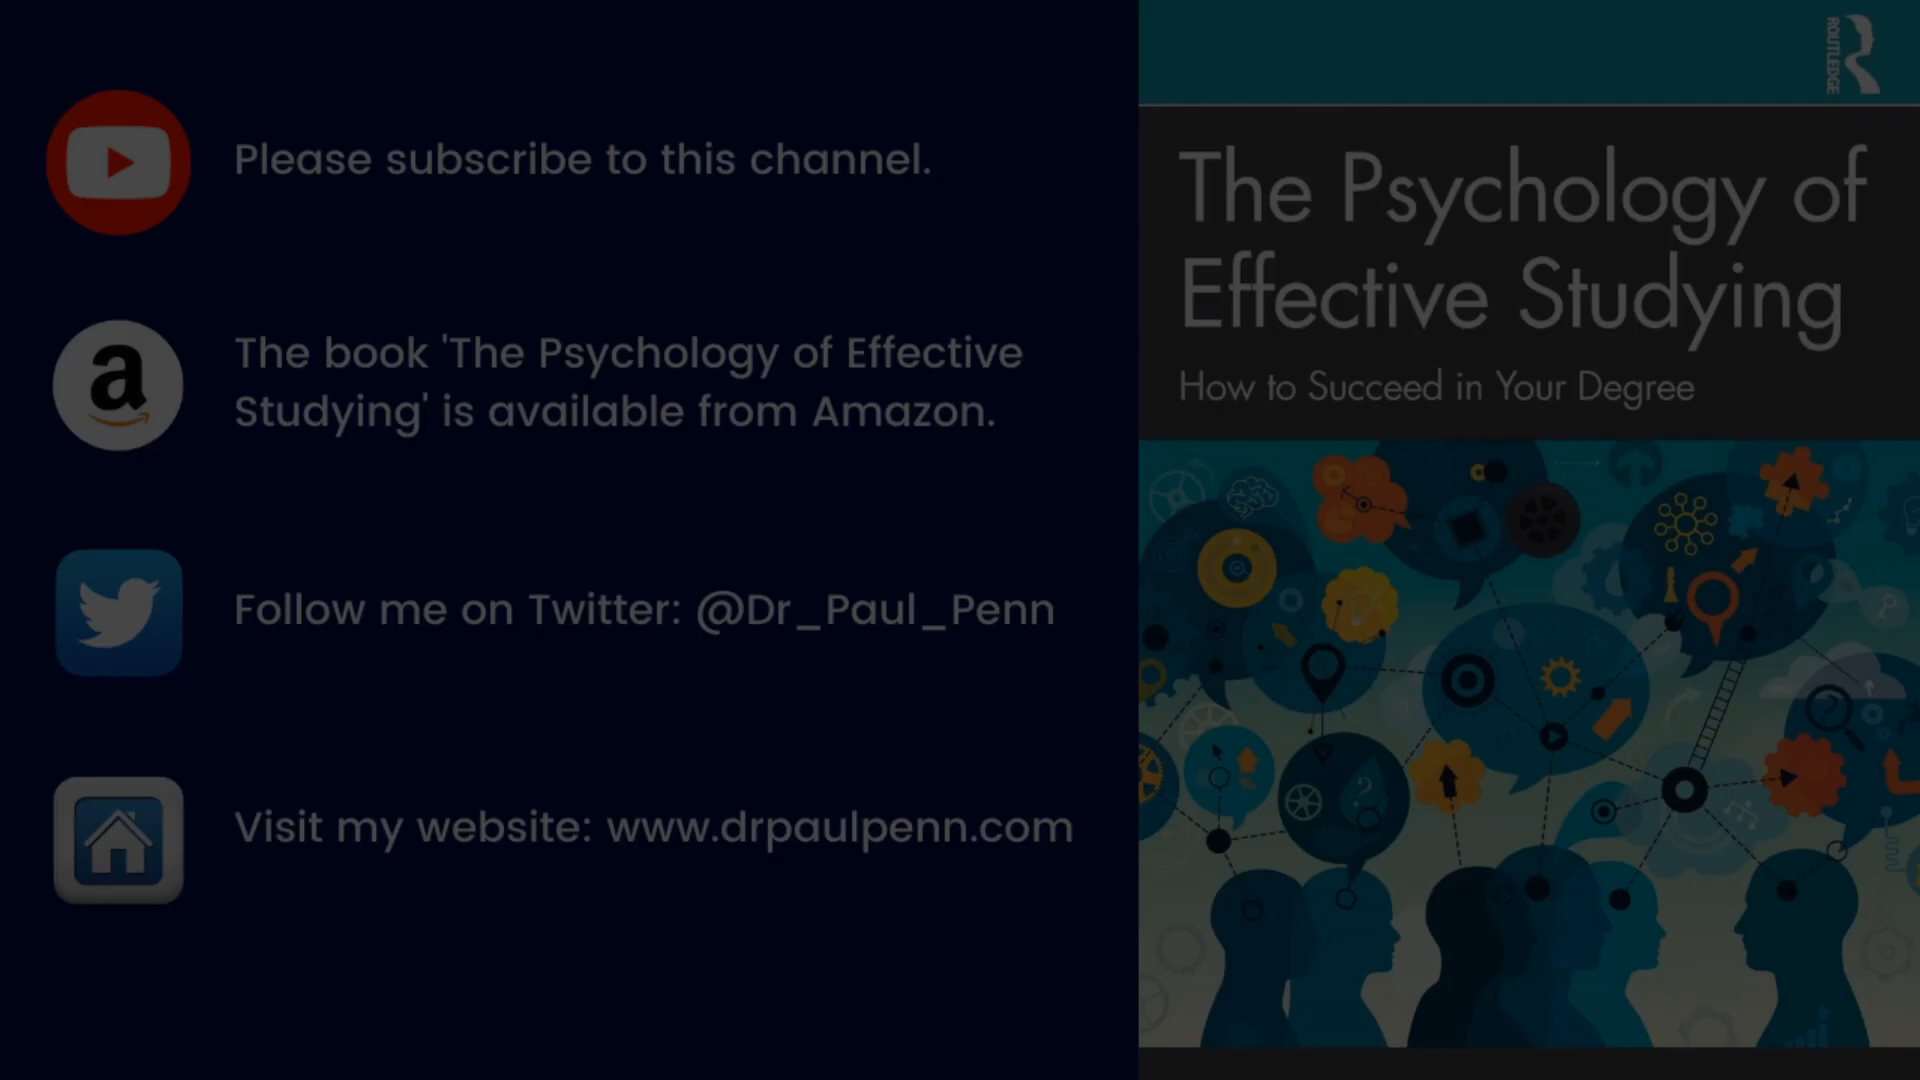 Please subscribe to this channel.
The book 'The Psychology of Effective
Studying' is available from Amazon.
Follow me on Twitter: @Dr_Paul_Penn
Visit my website: www.drpaulpenn.com
ROUTLEDGE
The Psychology of
Effective Studying
How to Succeed in Your Degree